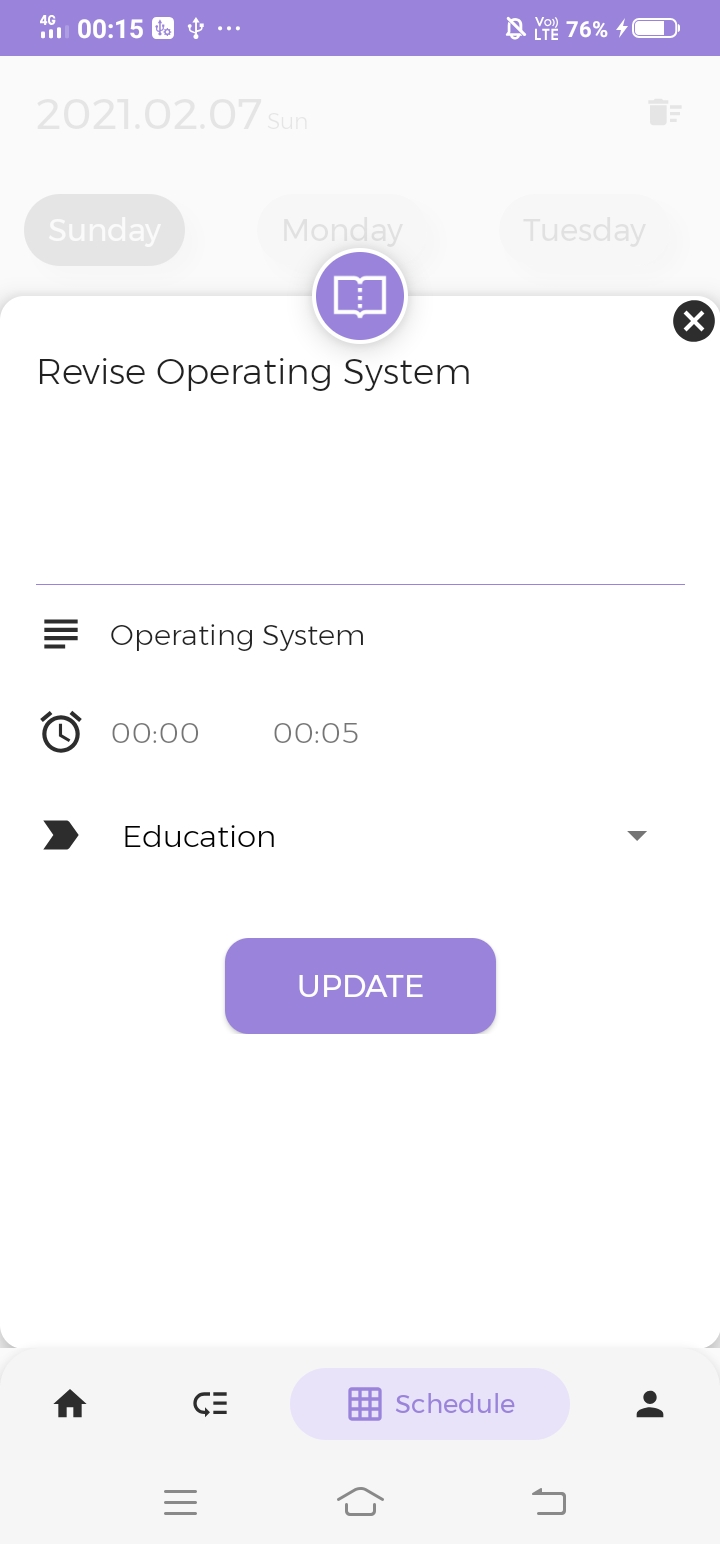 4G 00:15 Vo)) LTE 76%
2021.02.07 Sun
Sunday Monday Tuesday
Revise Operating System
Operating System
00:00 00:05
Education
UPDATE
Schedule